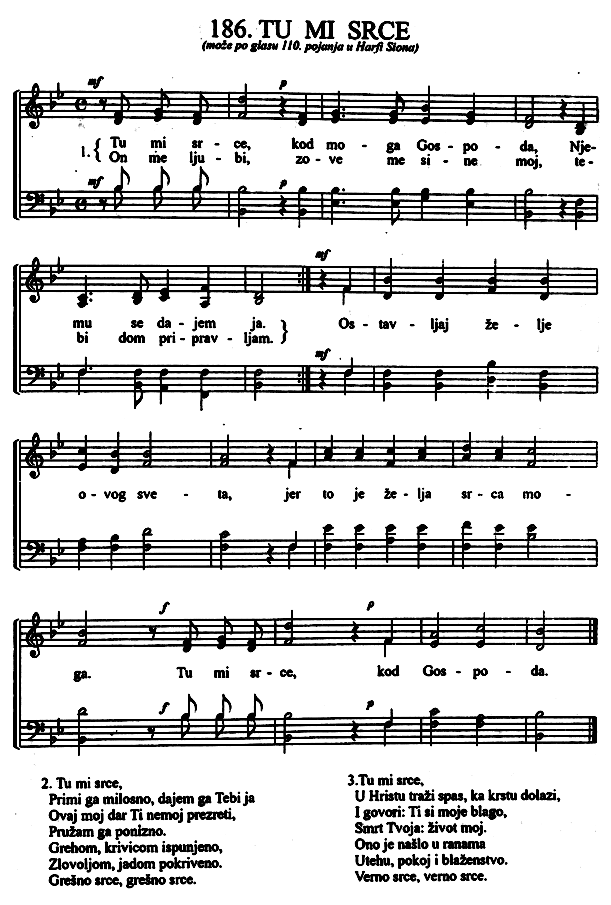 186. TU MI SRCE
(može po glasu 110. pojanja u Harfi Siona)
mf p
1. { Tu mi sr - ce, kod mo - ga Gos - po - da, Nje-
On me lju - bi, zo - ve me si - ne moj, te-
mf p
mf
mu se da - jem ja. } Os - tav - ljaj že - lje
bi dom pri - prav - ljam. }
mf
o - vog sve - ta, jer to je že - lja sr - ca mo -
f p
ga. Tu mi sr - ce, kod Gos - po - da.
f p
2. Tu mi srce,
Primi ga milosno, dajem ga Tebi ja
Ovaj moj dar Ti nemoj prezreti,
Pružam ga ponizno.
Grehom, krivicom ispunjeno,
Zlovoljom, jadom pokriveno.
Grešno srce, grešno srce.
3.Tu mi srce,
U Hristu traži spas, ka krstu dolazi,
I govori: Ti si moje blago,
Smrt Tvoja: život moj.
Ono je našlo u ranama
Utehu, pokoj i blaženstvo.
Verno srce, verno srce.